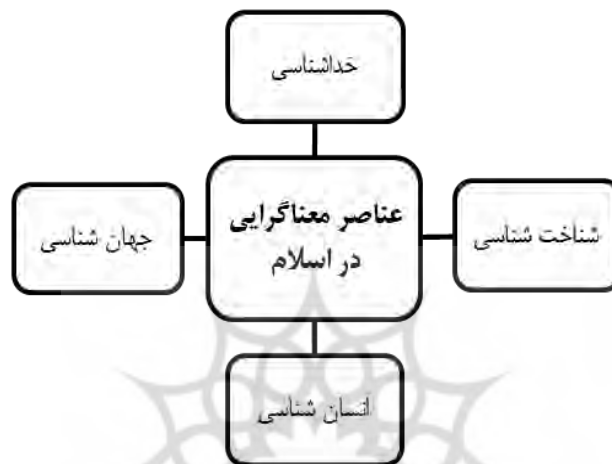 خداشناسی
شناخت شناسی
عناصر معناگرایی
در اسلام
جهان شناسی
انسان شناسی